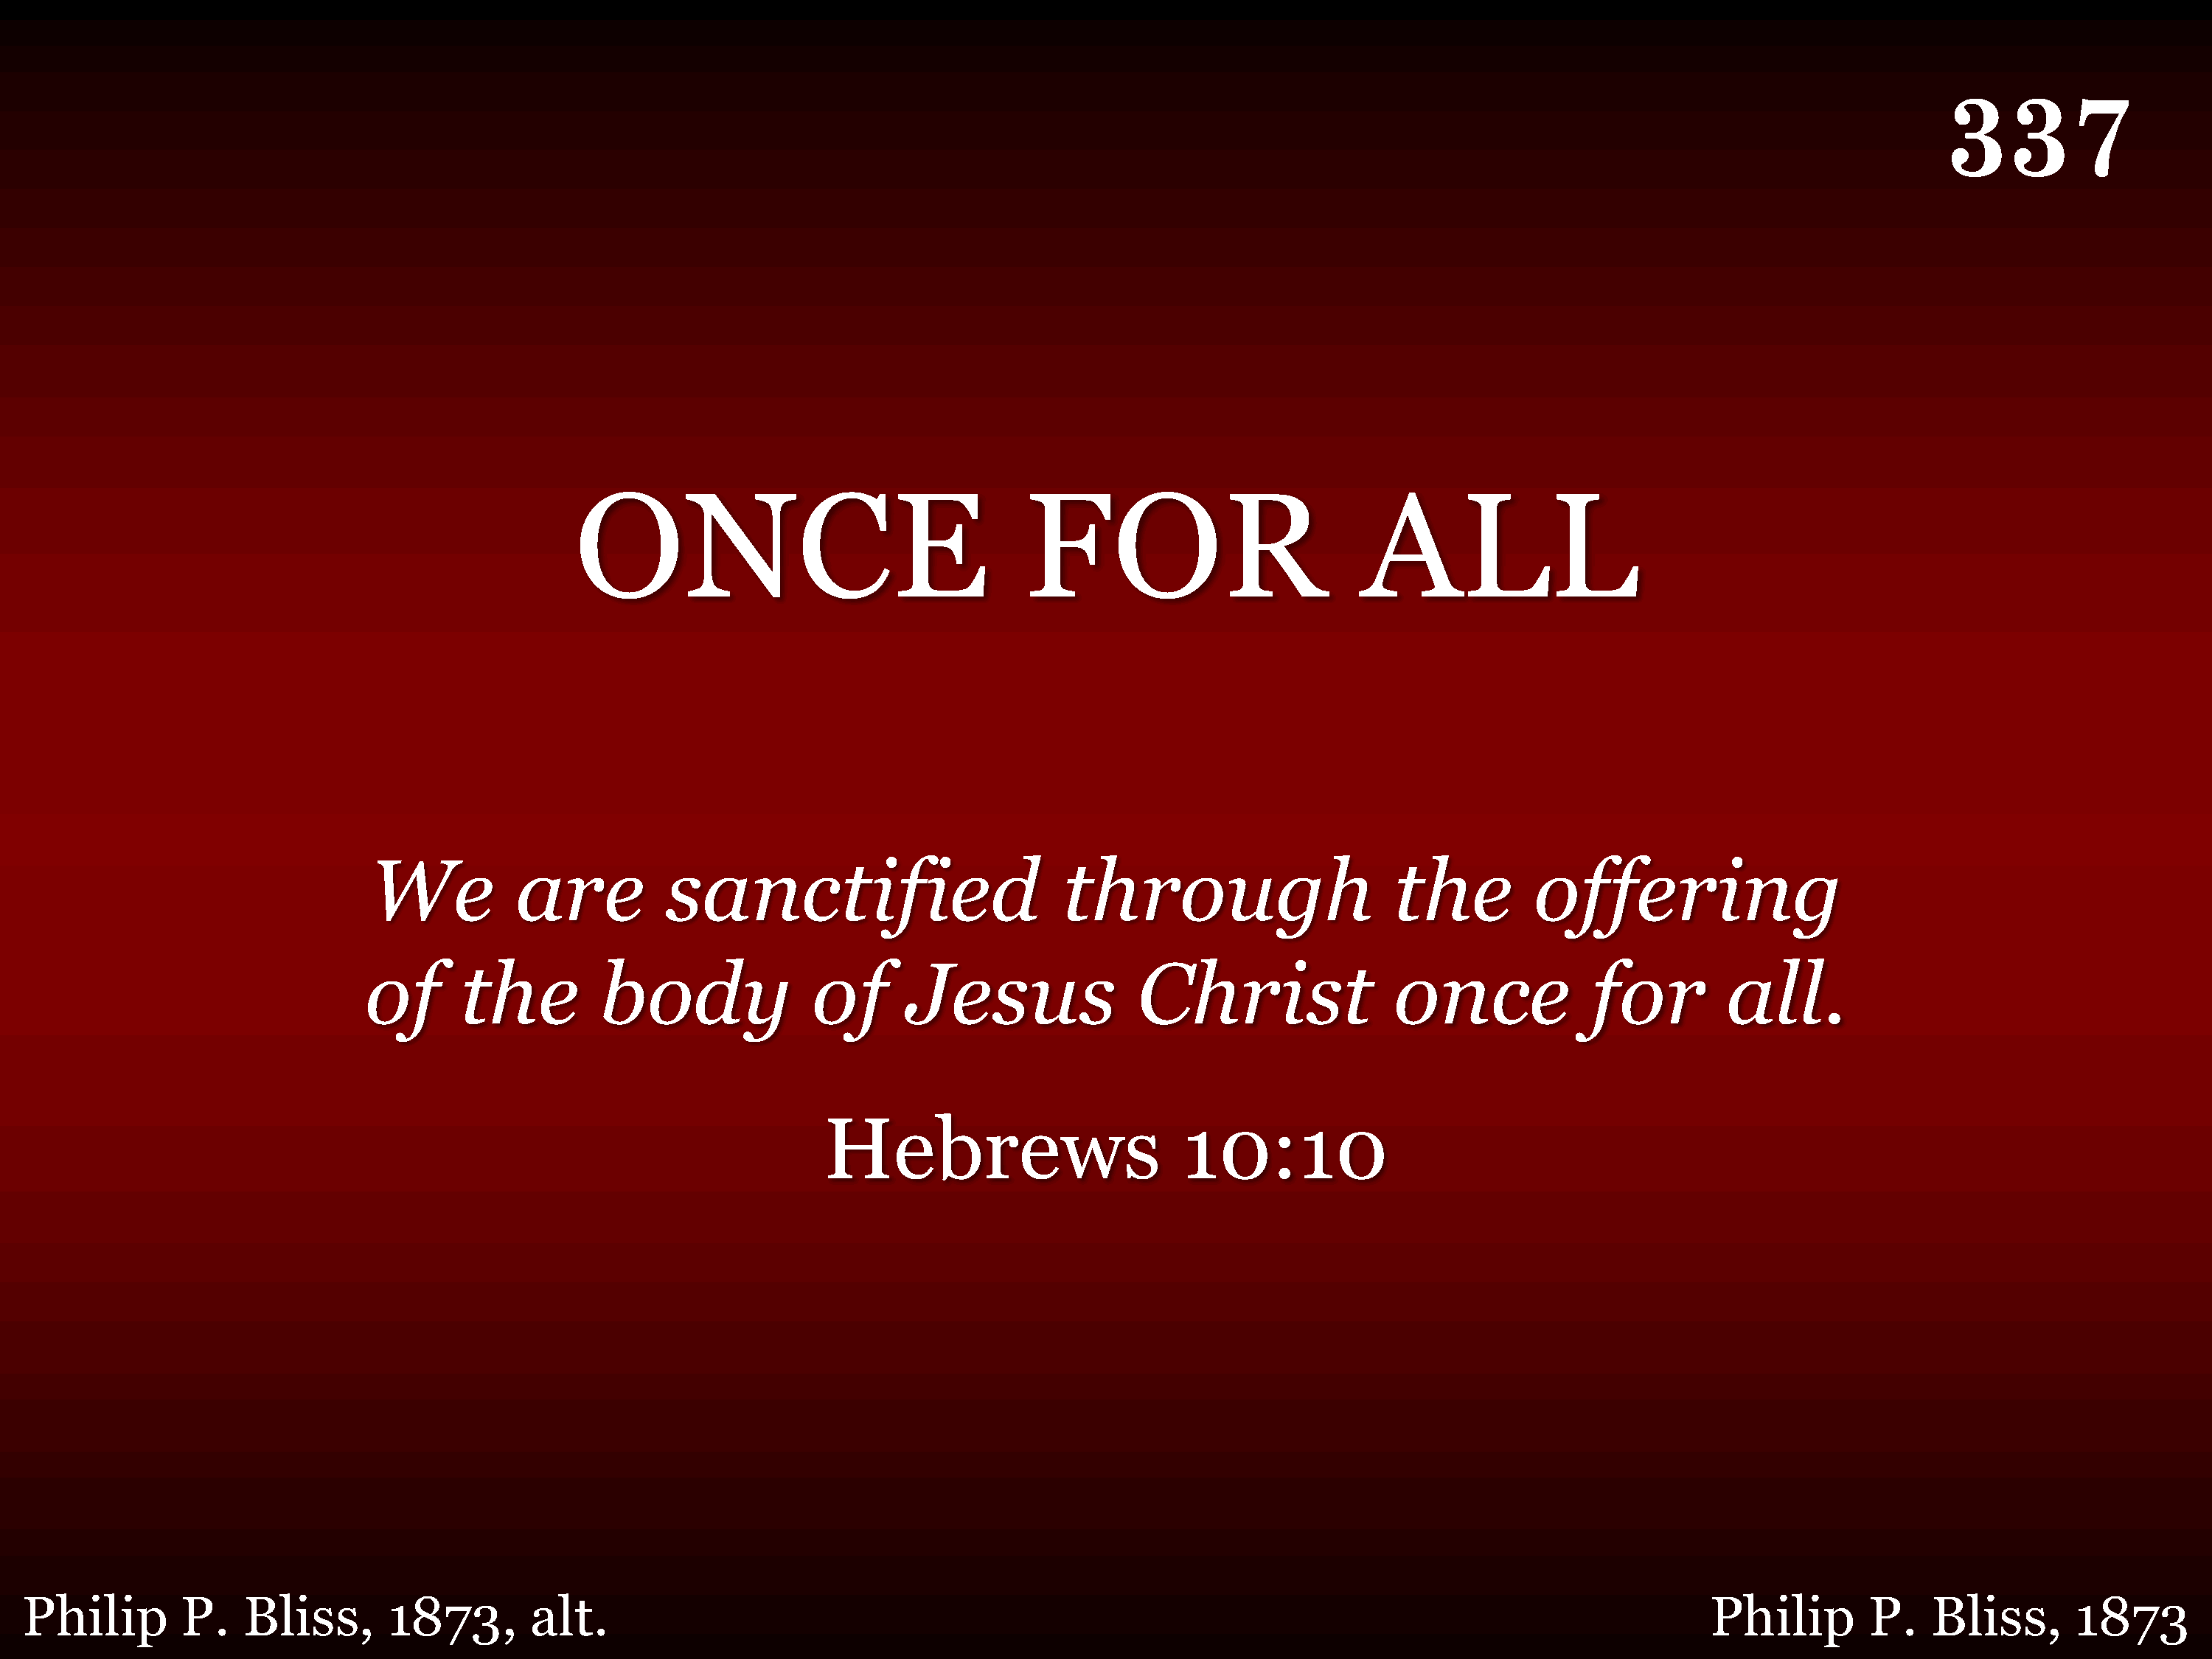 337
ONCE FOR ALL
We are sanctified through the offering
of the body of Jesus Christ once for all.
Hebrews 10:10
Philip P. Bliss, 1873, alt.
Philip P. Bliss, 1873